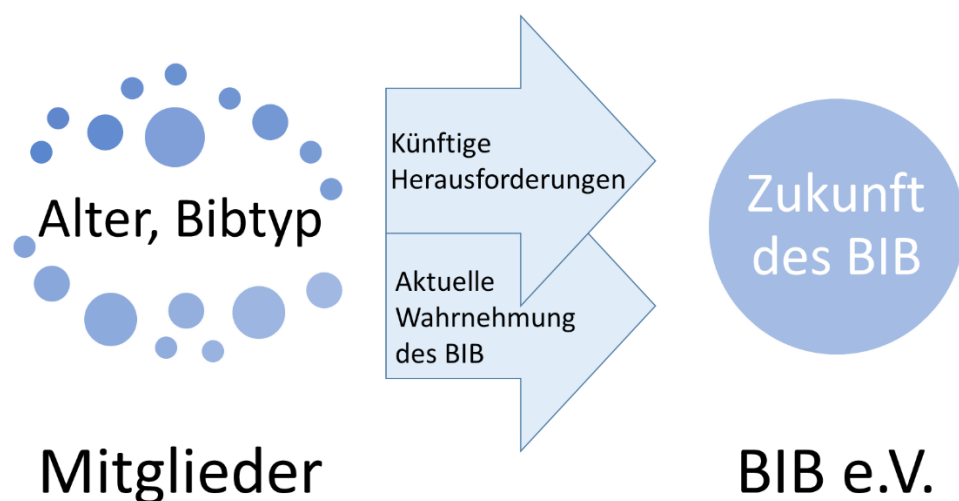 Alter, Bibtyp
Künftige
Herausforderungen
Aktuelle
Wahrnehmung
des BIB
Zukunft
des BIB
Mitglieder
BIB e.V.